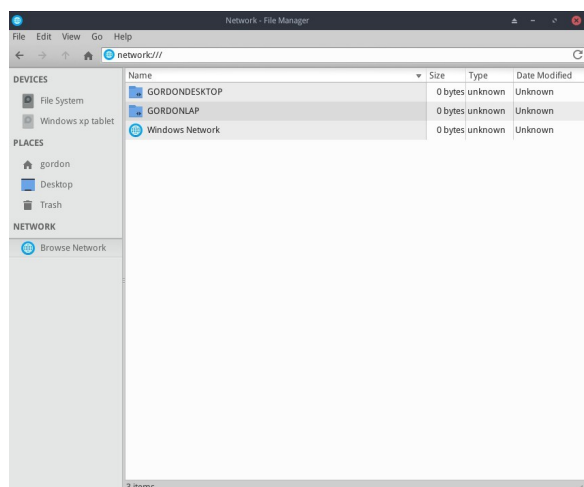 Network - File Manager
File Edit View Go Help
network:///
DEVICES
File System
Windows xp tablet
PLACES
gordon
Desktop
Trash
NETWORK
Browse Network
Name Size Type Date Modified
GORDONDESKTOP 0 bytes unknown Unknown
GORDONLAP 0 bytes unknown Unknown
Windows Network 0 bytes unknown Unknown
3 items